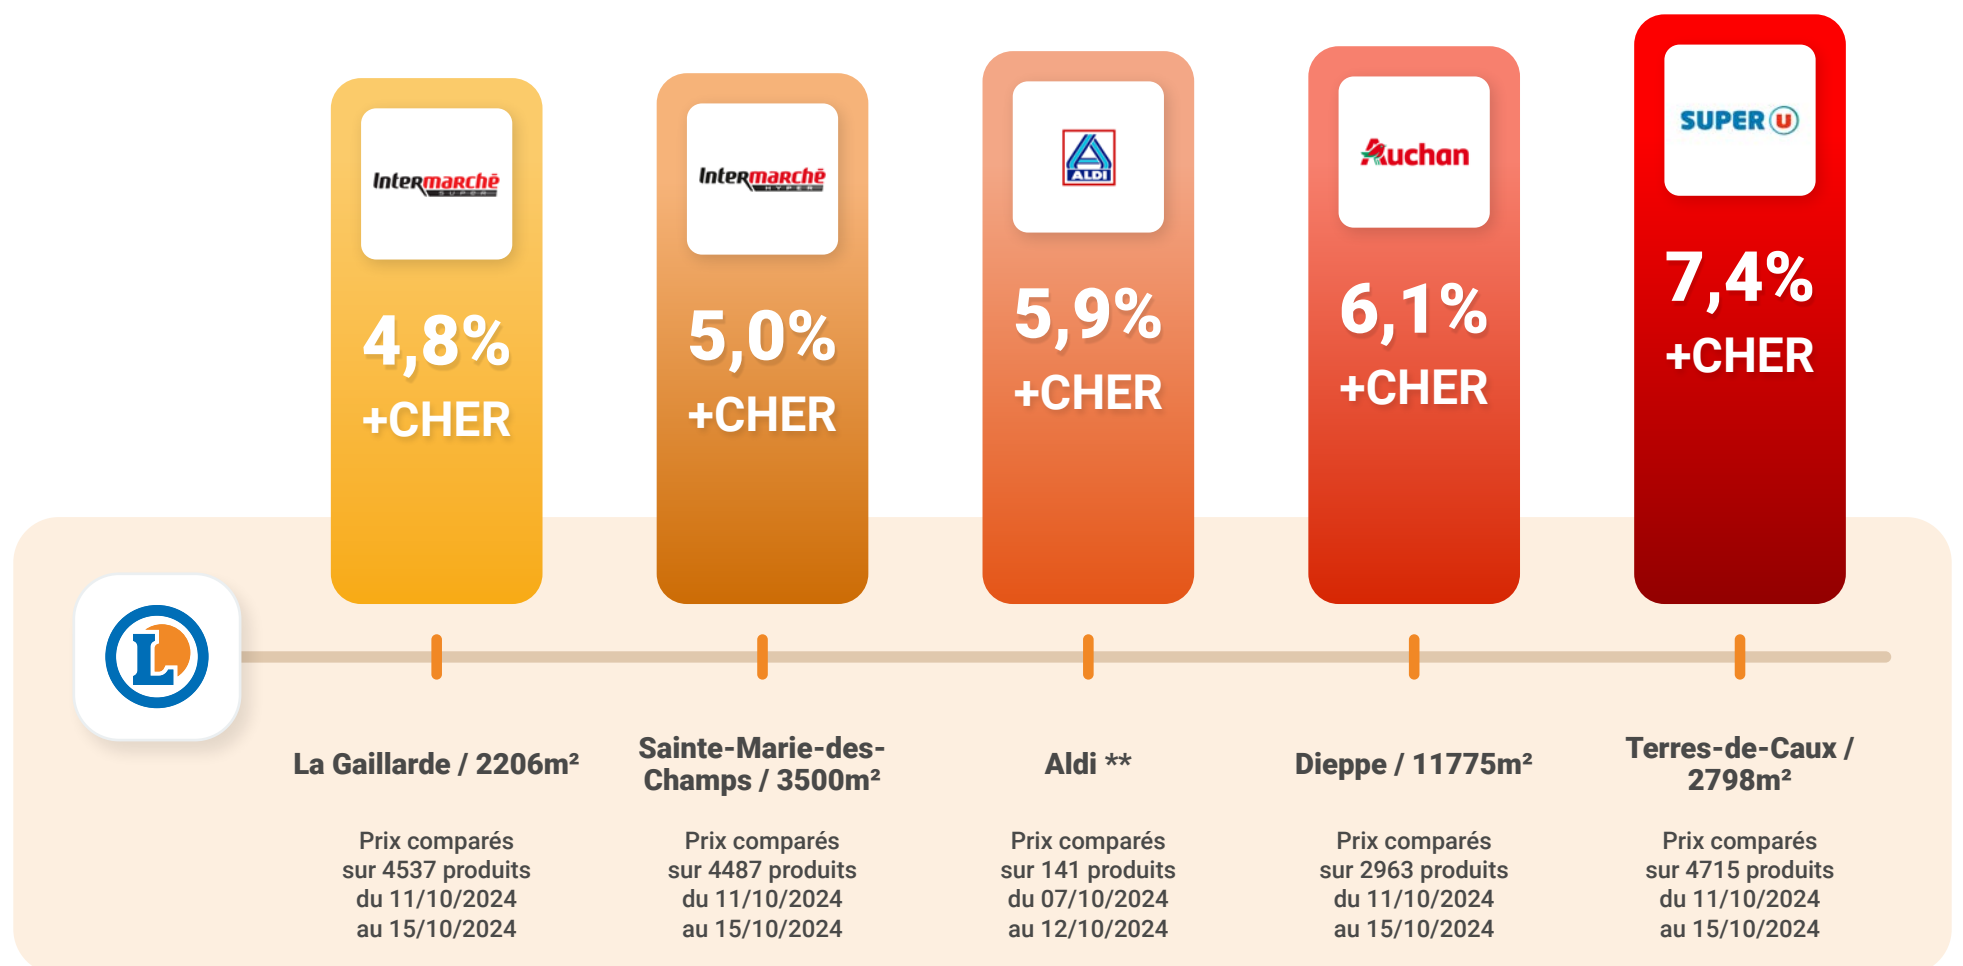 Intermarché
SUPER
4,8%
+CHER
Intermarché
HYPER
5,0%
+CHER
ALDI
5,9%
+CHER
Auchan
6,1%
+CHER
SUPER U
7,4%
+CHER
L
La Gaillarde / 2206m²
Prix comparés
sur 4537 produits
du 11/10/2024
au 15/10/2024
Sainte-Marie-des-
Champs / 3500m²
Prix comparés
sur 4487 produits
du 11/10/2024
au 15/10/2024
Aldi **
Prix comparés
sur 141 produits
du 07/10/2024
au 12/10/2024
Dieppe / 11775m²
Prix comparés
sur 2963 produits
du 11/10/2024
au 15/10/2024
Terres-de-Caux /
2798m²
Prix comparés
sur 4715 produits
du 11/10/2024
au 15/10/2024